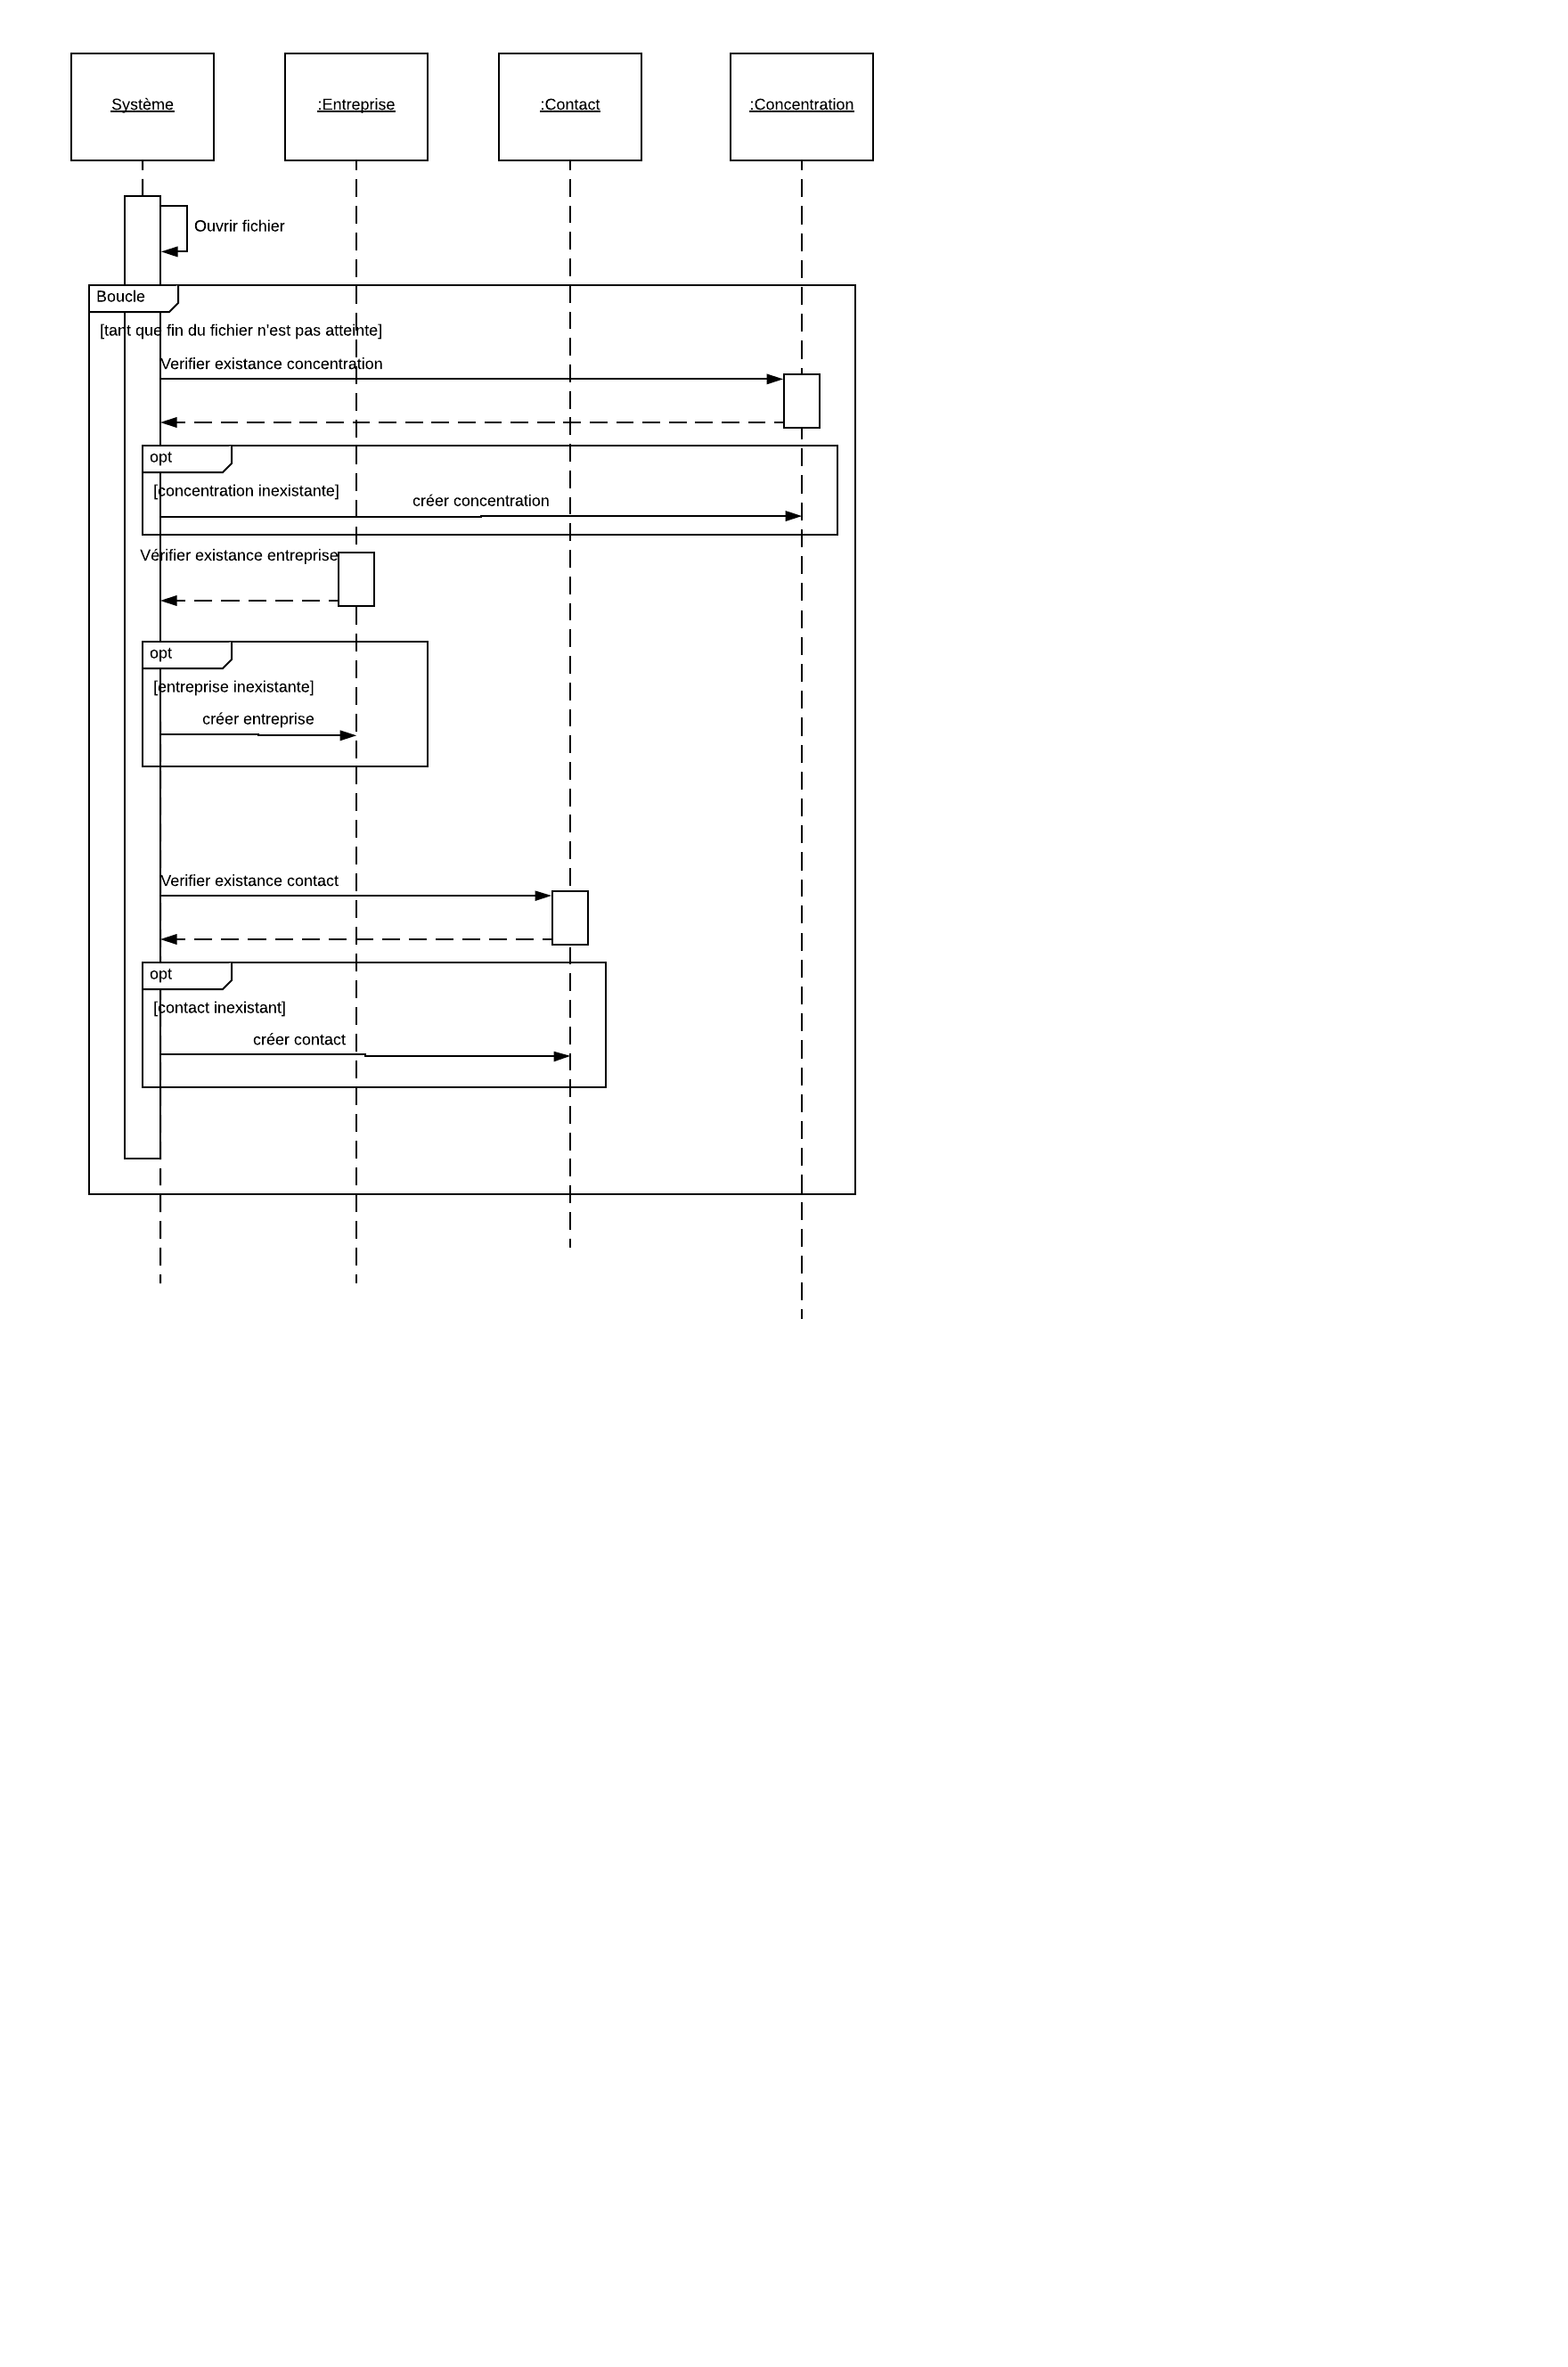 Système
:Entreprise
:Contact
:Concentration
Ouvrir fichier
Boucle
[tant que fin du fichier n'est pas atteinte]
Verifier existance concentration
opt
[concentration inexistante]
créer concentration
Vérifier existance entreprise
opt
[entreprise inexistante]
créer entreprise
Verifier existance contact
opt
[contact inexistant]
créer contact